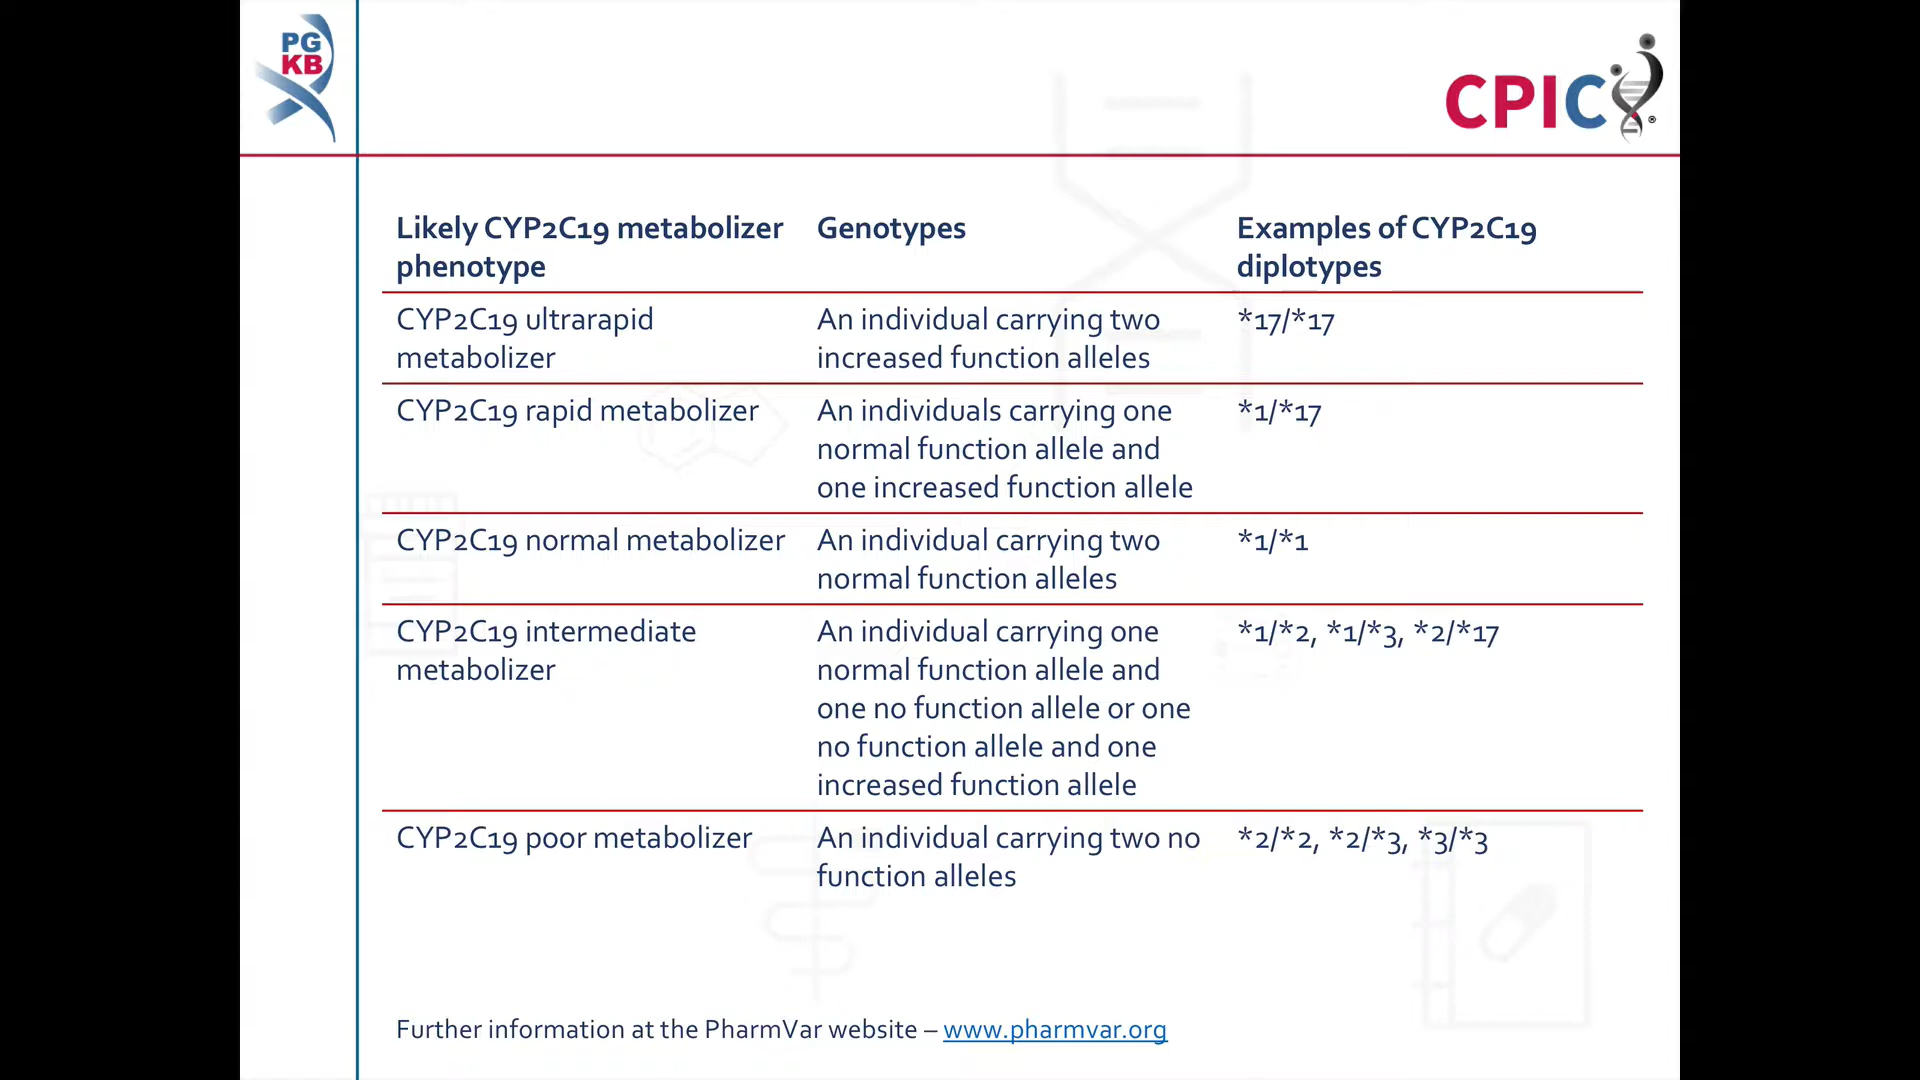 PG
KB
CPIC®
Likely CYP2C19 metabolizer
phenotype
Genotypes
Examples of CYP2C19
diplotypes
CYP2C19 ultrarapid
metabolizer
An individual carrying two
increased function alleles
*17/*17
CYP2C19 rapid metabolizer
An individuals carrying one
normal function allele and
one increased function allele
*1/*17
CYP2C19 normal metabolizer
An individual carrying two
normal function alleles
*1/*1
CYP2C19 intermediate
metabolizer
An individual carrying one
normal function allele and
one no function allele or one
no function allele and one
increased function allele
*1/*2, *1/*3, *2/*17
CYP2C19 poor metabolizer
An individual carrying two no
function alleles
*2/*2, *2/*3, *3/*3
Further information at the PharmVar website – www.pharmvar.org